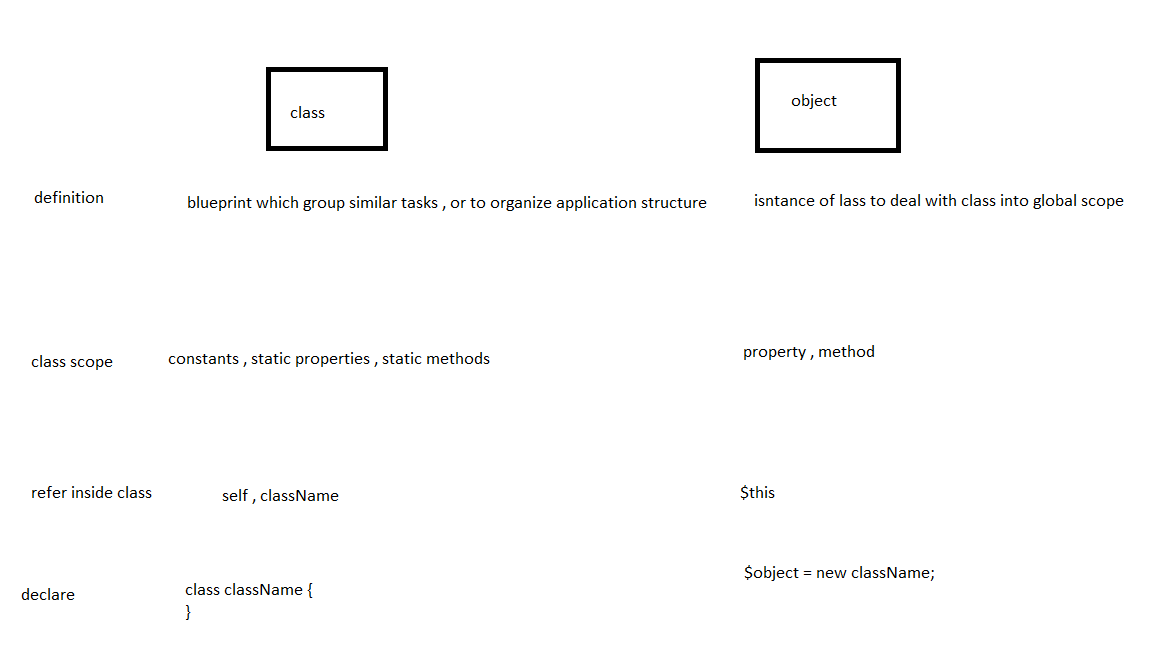 class
object
definition
blueprint which group similar tasks , or to organize application structure
isntance of lass to deal with class into global scope
class scope
constants , static properties , static methods
property , method
refer inside class
self , className
$this
declare
class className {
}
$object = new className;